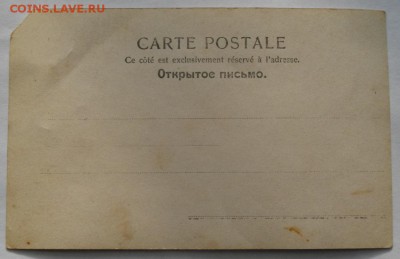 COINS.LAVE.RU
CARTE POSTALE
Ce côté est exclusivement réservé à l'adresse.
Открытое письмо.